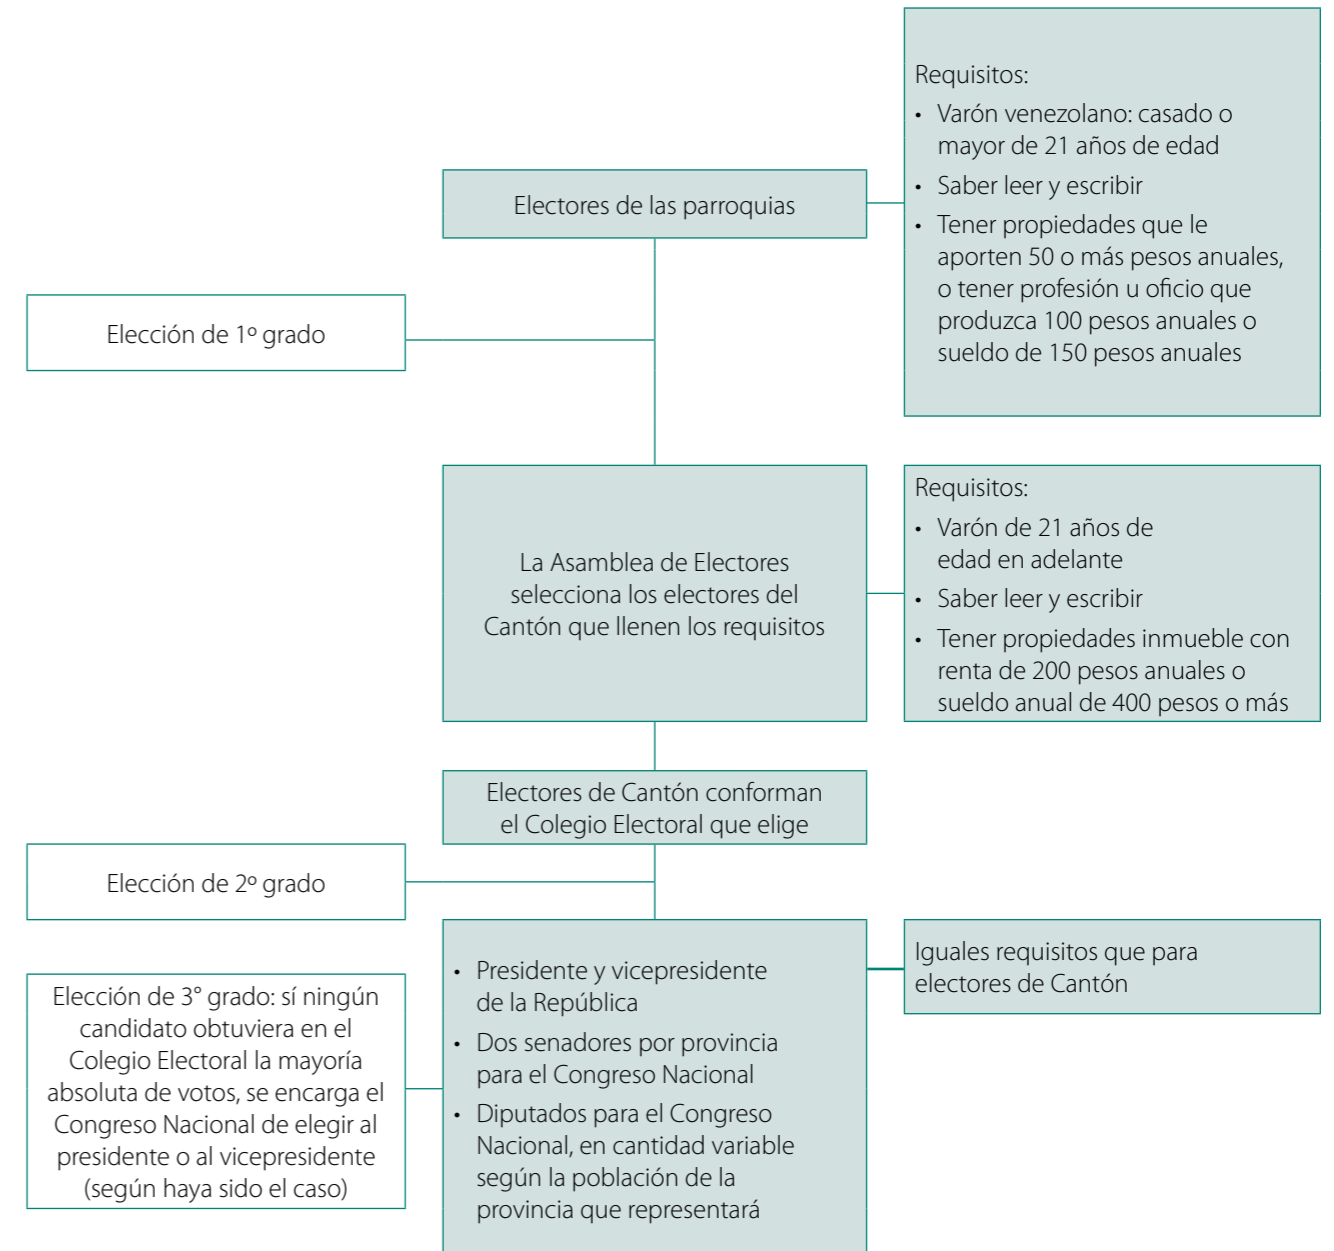 Electores de las parroquias
Requisitos:
• Varón venezolano: casado o
mayor de 21 años de edad
• Saber leer y escribir
• Tener propiedades que le
aporten 50 o más pesos anuales,
o tener profesión u oficio que
produzca 100 pesos anuales o
sueldo de 150 pesos anuales
Elección de 1º grado
La Asamblea de Electores
selecciona los electores del
Cantón que llenen los requisitos
Requisitos:
• Varón de 21 años de
edad en adelante
• Saber leer y escribir
• Tener propiedades inmueble con
renta de 200 pesos anuales o
sueldo anual de 400 pesos o más
Electores de Cantón conforman
el Colegio Electoral que elige
Elección de 2º grado
• Presidente y vicepresidente
de la República
• Dos senadores por provincia
para el Congreso Nacional
• Diputados para el Congreso
Nacional, en cantidad variable
según la población de la
provincia que representará
Iguales requisitos que para
electores de Cantón
Elección de 3° grado: sí ningún
candidato obtuviera en el
Colegio Electoral la mayoría
absoluta de votos, se encarga el
Congreso Nacional de elegir al
presidente o al vicepresidente
(según haya sido el caso)